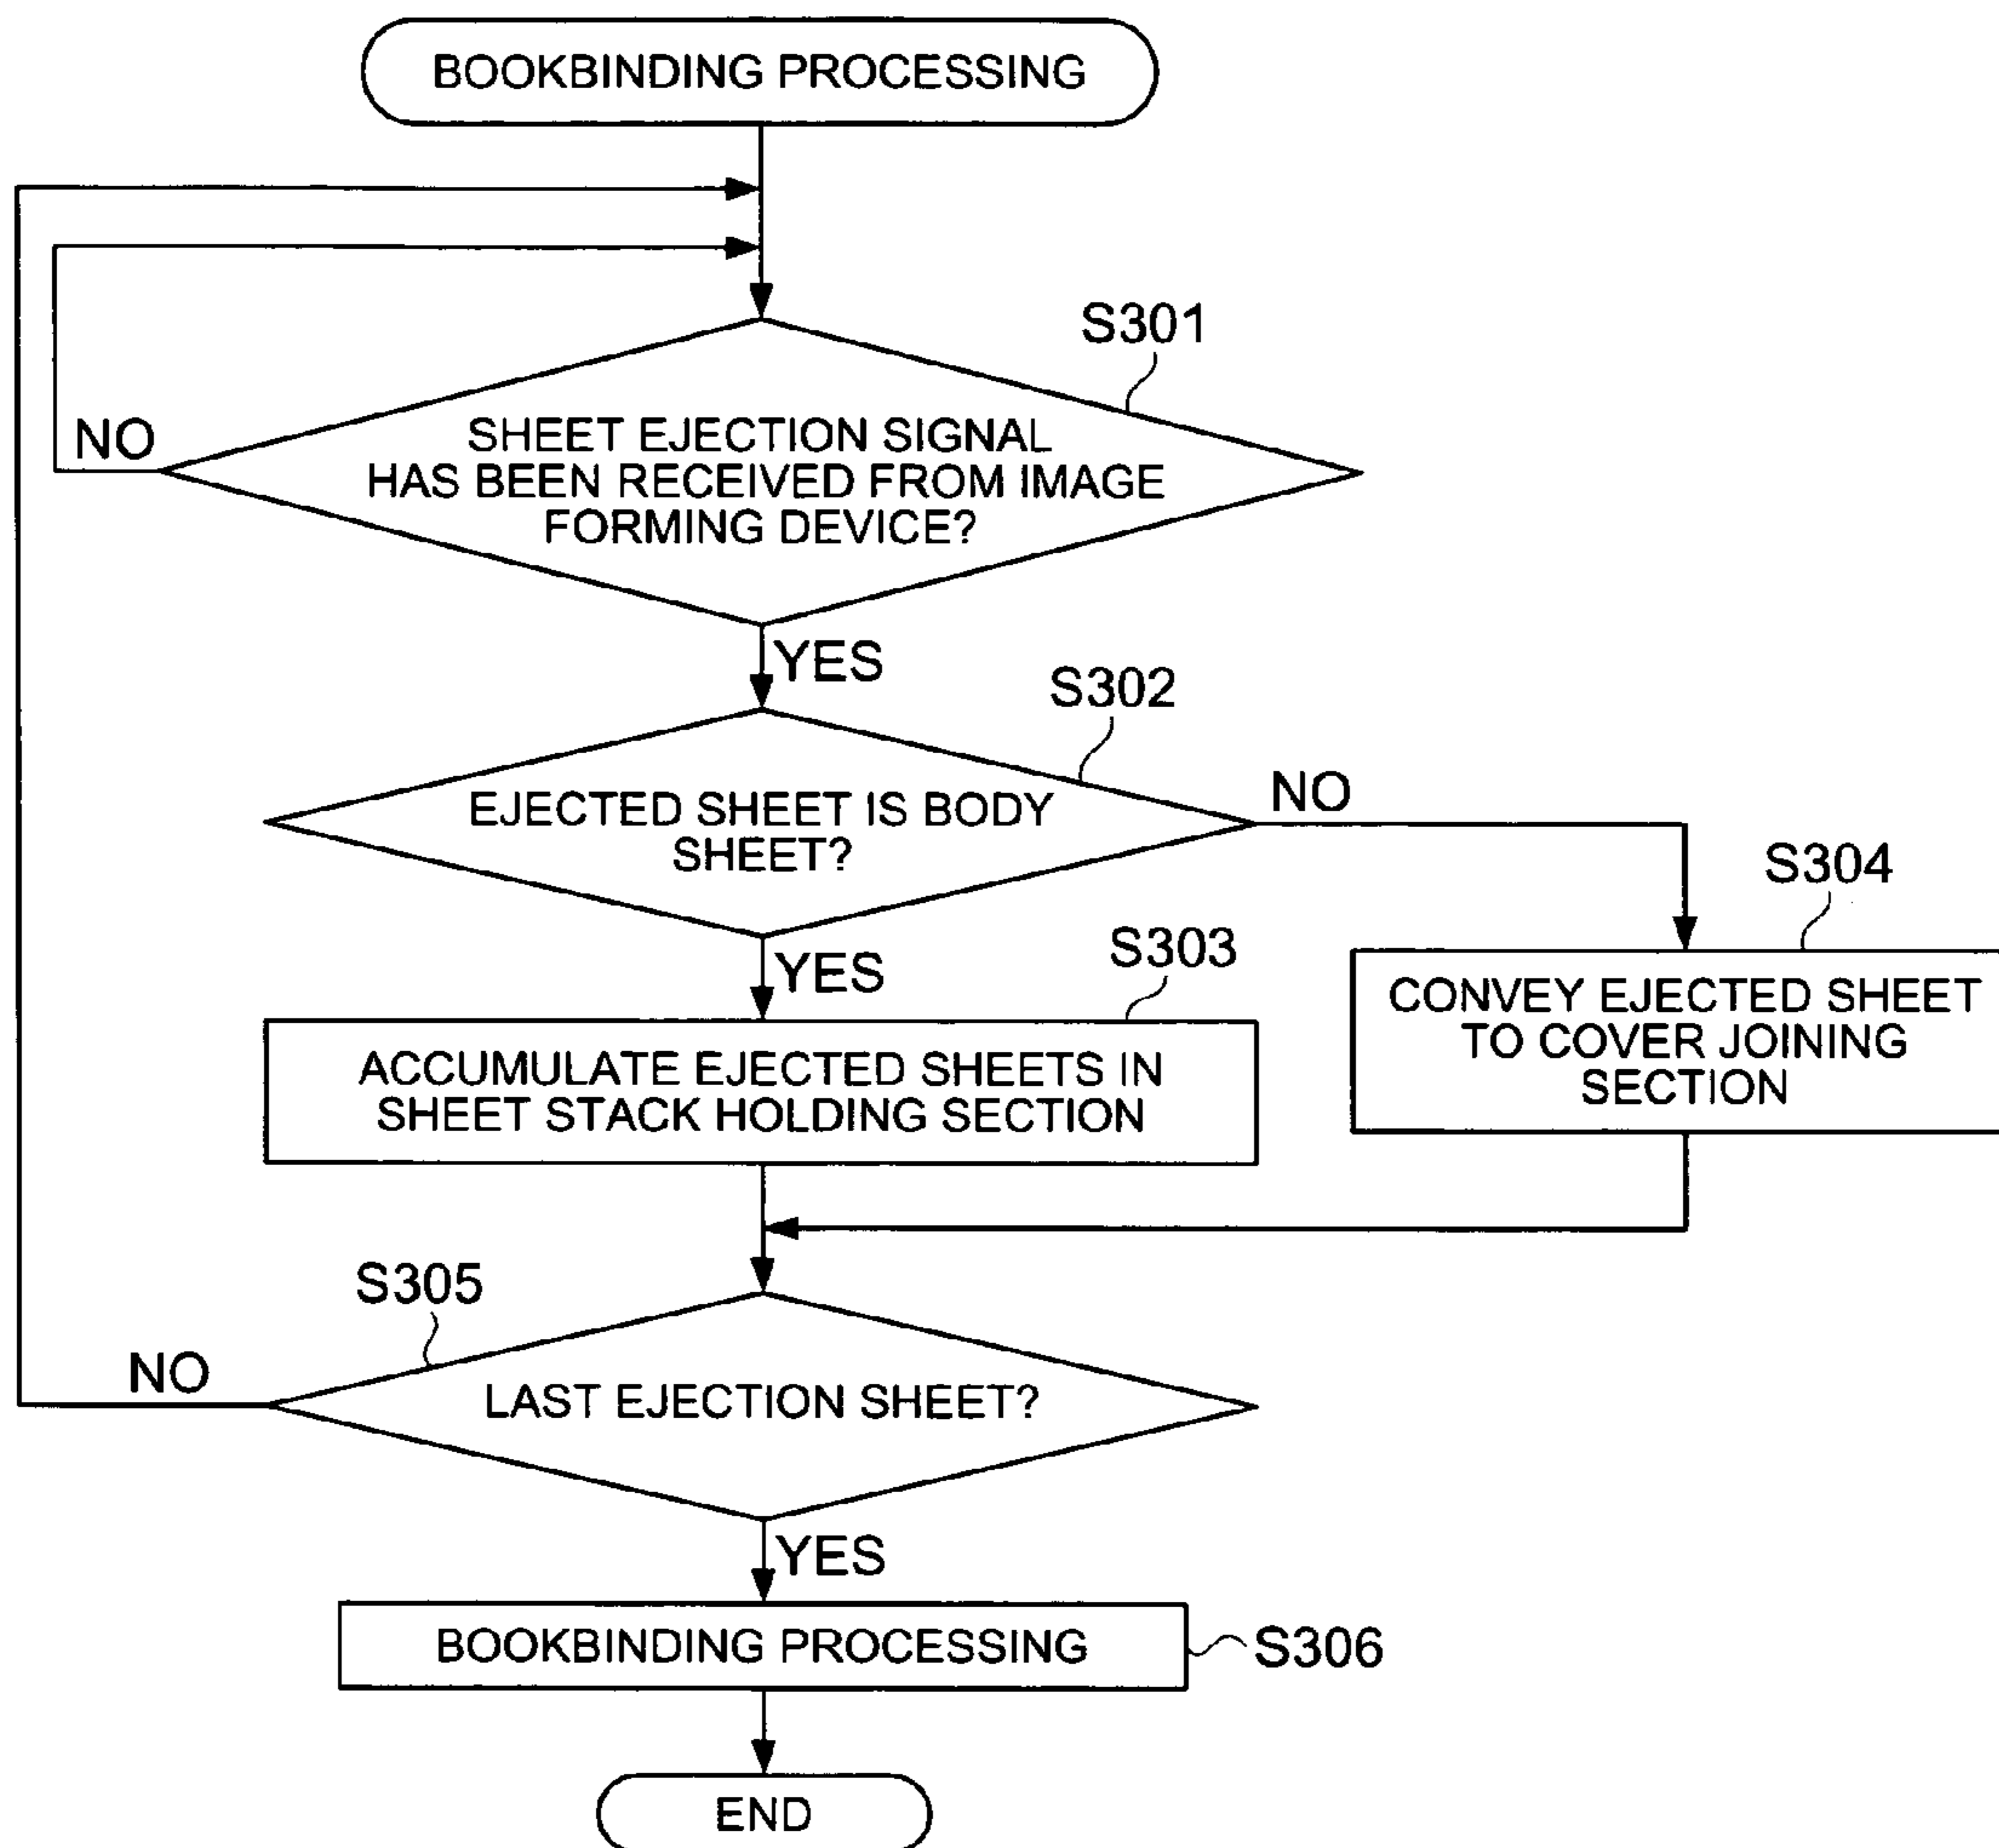 BOOKBINDING PROCESSING
S301
NO
SHEET EJECTION SIGNAL
HAS BEEN RECEIVED FROM IMAGE
FORMING DEVICE?
YES
S302
EJECTED SHEET IS BODY
SHEET?
NO
YES
S303
S304
ACCUMULATE EJECTED SHEETS IN
SHEET STACK HOLDING SECTION
CONVEY EJECTED SHEET
TO COVER JOINING
SECTION
S305
NO
LAST EJECTION SHEET?
YES
BOOKBINDING PROCESSING
S306
END